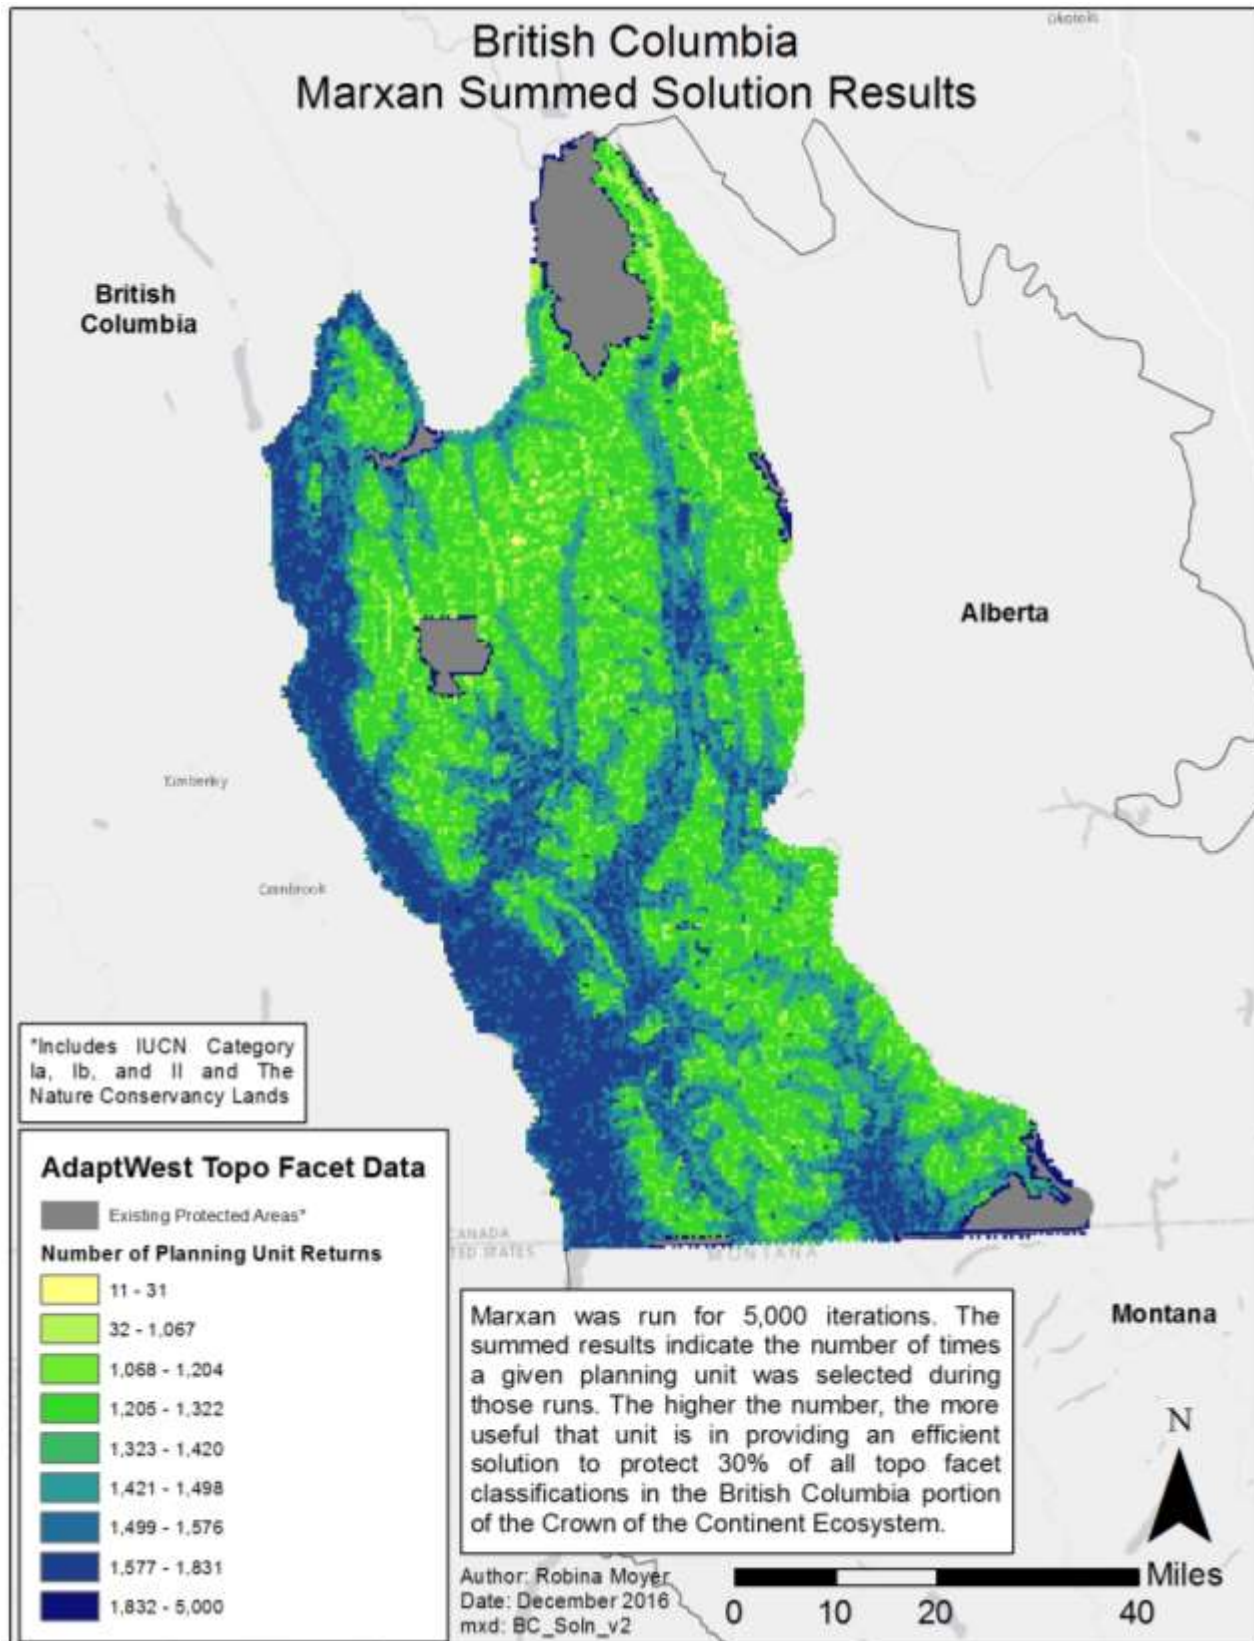 Okotoks
British Columbia
Marxan Summed Solution Results
British
Columbia
Alberta
Kimberley
Cranbrook
*Includes IUCN Category
Ia, Ib, and II and The
Nature Conservancy Lands
AdaptWest Topo Facet Data
Existing Protected Areas*
Number of Planning Unit Returns
11 - 31
32 - 1,067
1,068 - 1,204
1,205 - 1,322
1,323 - 1,420
1,421 - 1,498
1,499 - 1,576
1,577 - 1,831
1,832 - 5,000
CANADA
STATES
MONTANA
Marxan was run for 5,000 iterations. The
summed results indicate the number of times
a given planning unit was selected during
those runs. The higher the number, the more
useful that unit is in providing an efficient
solution to protect 30% of all topo facet
classifications in the British Columbia portion
of the Crown of the Continent Ecosystem.
Montana
N
Author: Robina Moyer
Date: December 2016
mxd: BC_Soln_v2
Miles
0 10 20 40